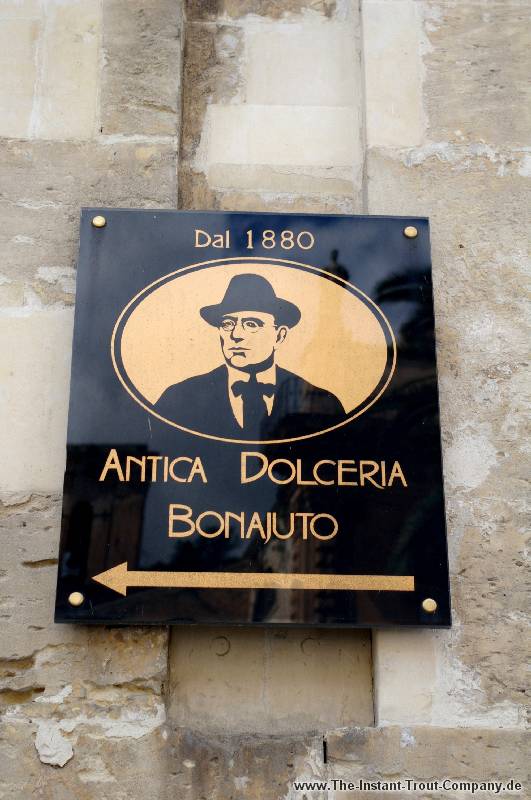 Dal 1880
ANTICA DOLCERIA
BONAJUTO
www.The-Instant-Trout-Company.de